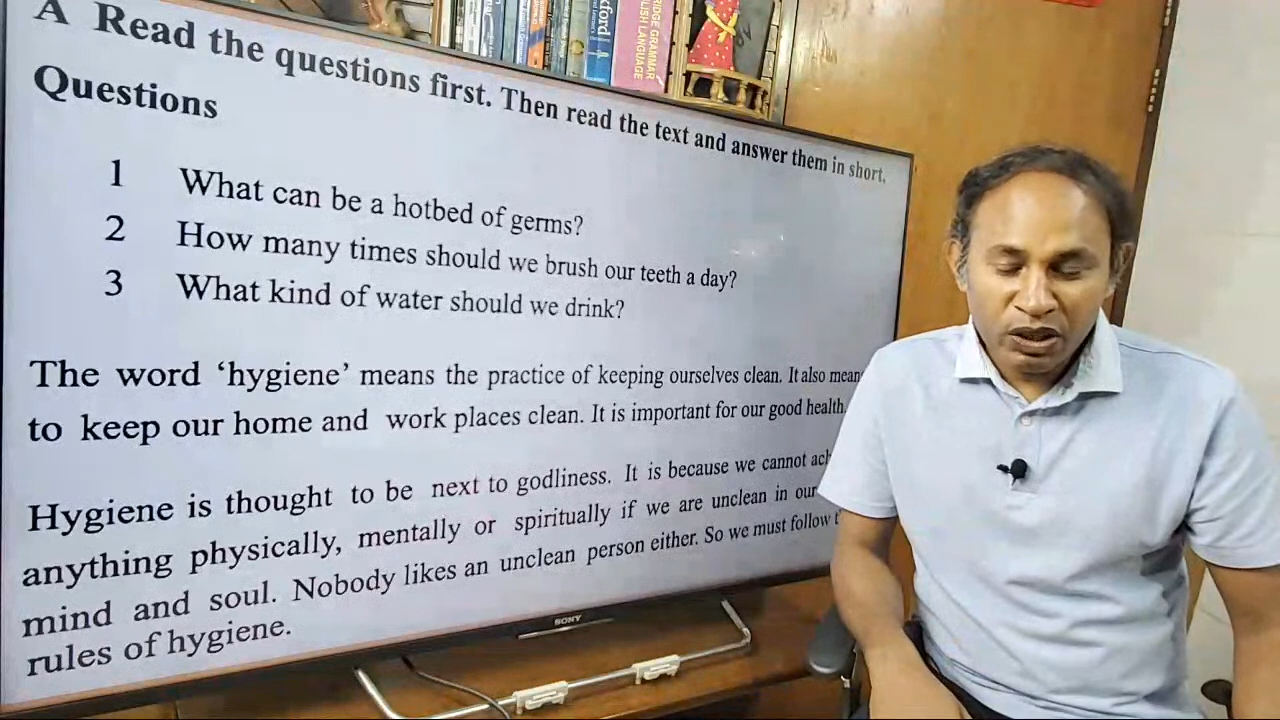 A Read the questions first. Then read the text and answer them in short.
Questions
1 What can be a hotbed of germs?
2 How many times should we brush our teeth a day?
3 What kind of water should we drink?
The word ‘hygiene’ means the practice of keeping ourselves clean. It also mean
to keep our home and work places clean. It is important for our good health.
Hygiene is thought to be next to godliness. It is because we cannot
anything physically, mentally or spiritually if we are unclean in our
mind and soul. Nobody likes an unclean person either. So we must follow
rules of hygiene.
SONY
xford
RIDGE GRAMMAR
LISH LANGUAGE